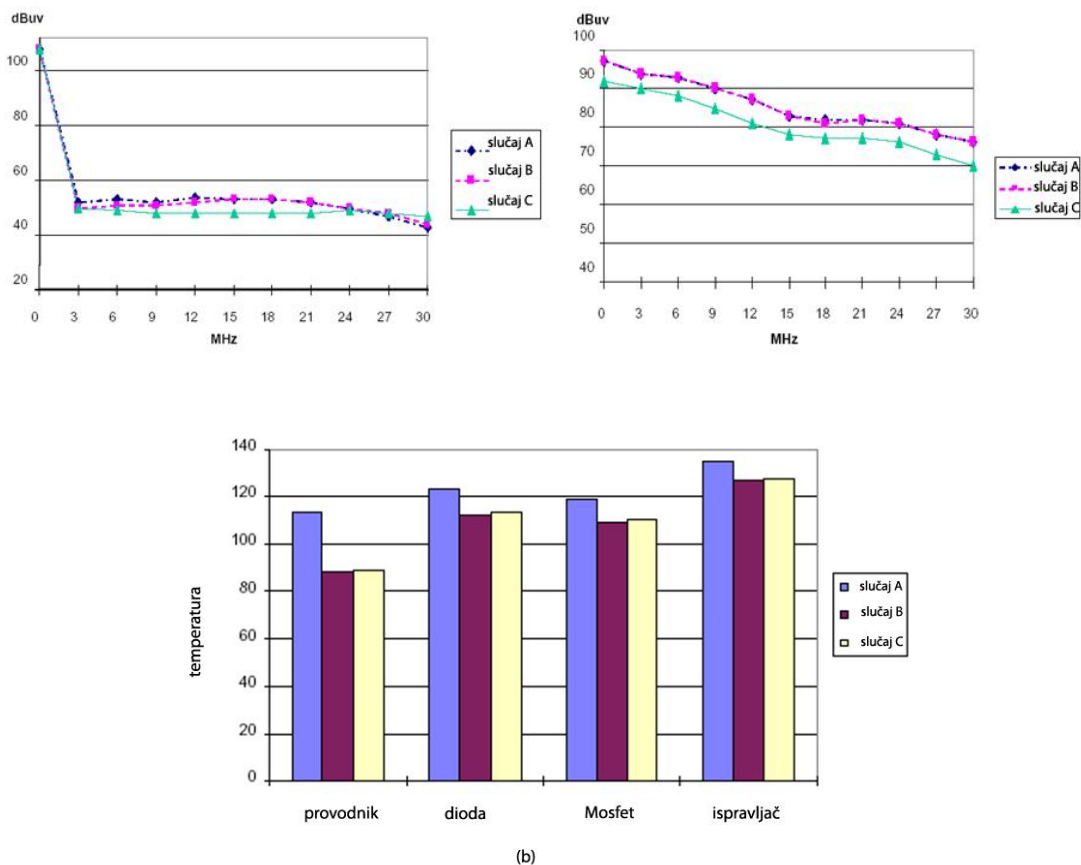 dBuv
100
80
60
40
20
0 3 6 9 12 15 18 21 24 27 30
MHz
slučaj A
slučaj B
slučaj C
dBuv
100
90
80
70
60
50
40
0 3 6 9 12 15 18 21 24 27 30
MHz
slučaj A
slučaj B
slučaj C
temperatura
140
120
100
80
60
40
20
0
provodnik dioda Mosfet ispravljač
slučaj A
slučaj B
slučaj C
(b)